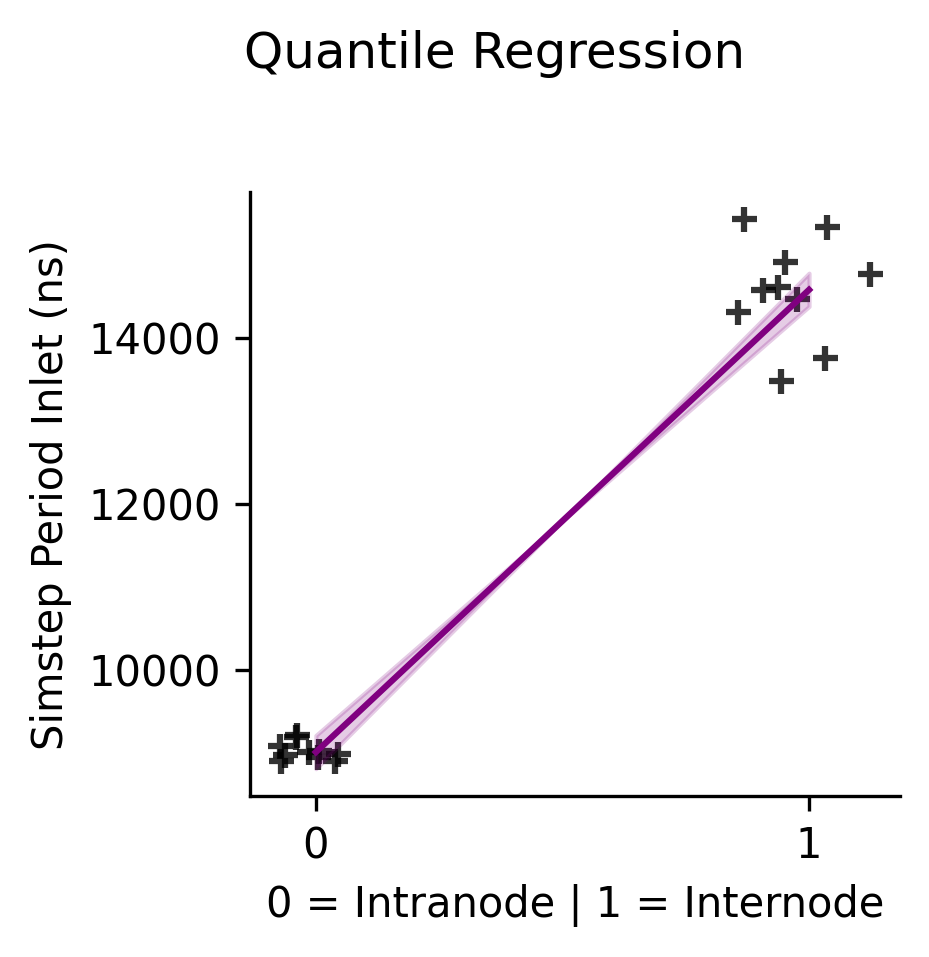 Quantile Regression
Simstep Period Inlet (ns)
14000
12000
10000
0
1
0 = Intranode | 1 = Internode